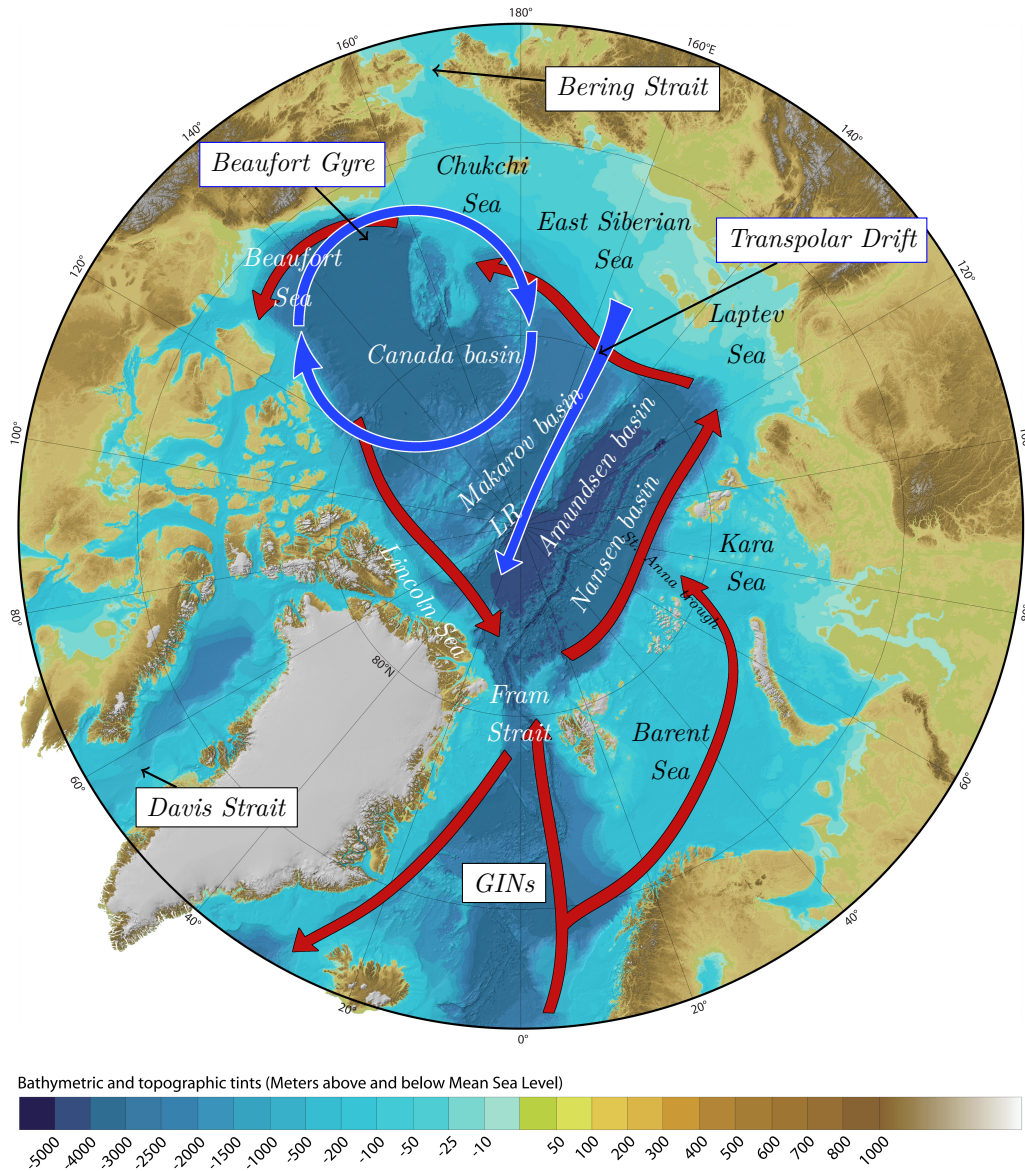 180°
160°
160°E
Bering Strait
140°
140°
Beaufort Gyre
Chukchi
Sea
East Siberian
Sea
Transpolar Drift
120°
120°
Beaufort
Sea
Laptev
Sea
Canada basin
Makarov basin
Amundsen basin
100°
LR
Nansen basin
St. Anna trough
Kara
Sea
Lincoln Sea
80°
80°N
Fram
Strait
Barent
Sea
60°
60°
Davis Strait
GINs
40°
40°
20°
20°
0°
Bathymetric and topographic tints (Meters above and below Mean Sea Level)
-5000 -4000 -3000 -2500 -2000 -1500 -1000 -500 -100 -50 -25 -10 50 100 200 300 400 500 600 700 800 1000